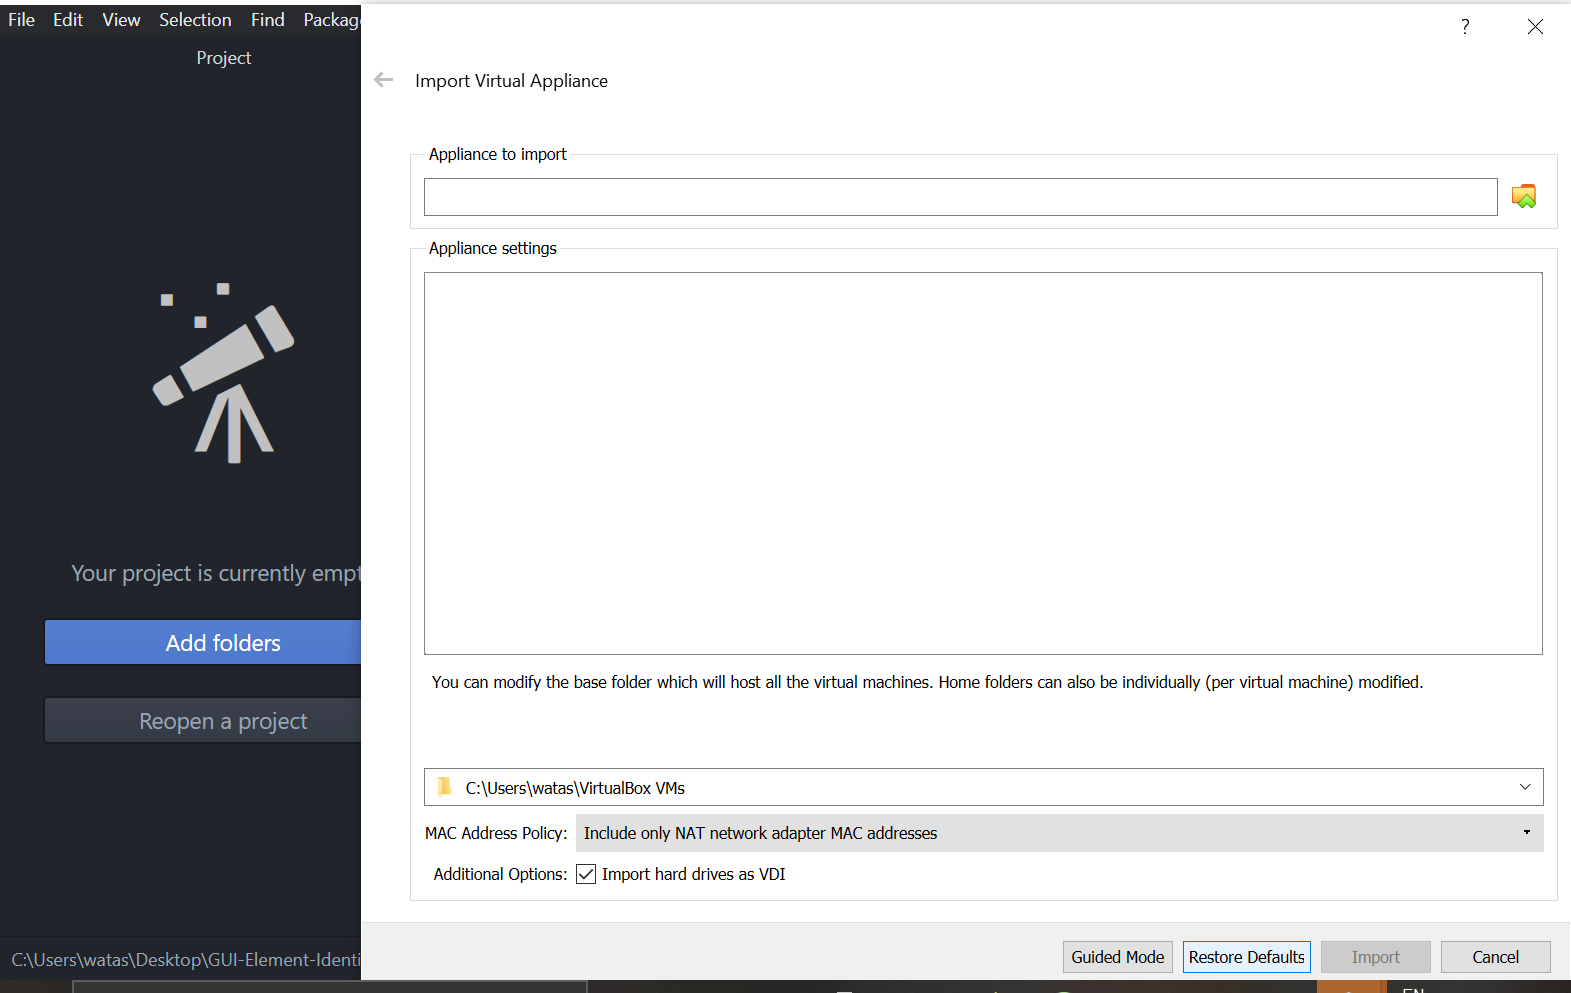 File Edit View Selection Find Packag
Project
Your project is currently empt
Add folders
Reopen a project
C:\Users\watas\Desktop\GUI-Element-Identi
?
Import Virtual Appliance
Appliance to import
Appliance settings
You can modify the base folder which will host all the virtual machines. Home folders can also be individually (per virtual machine) modified.
C:\Users\watas\VirtualBox VMs
MAC Address Policy: Include only NAT network adapter MAC addresses
Additional Options: Import hard drives as VDI
Guided Mode Restore Defaults Import Cancel